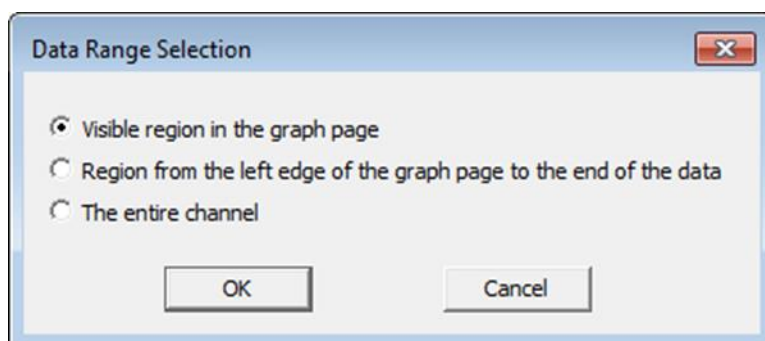 Data Range Selection
Visible region in the graph page
Region from the left edge of the graph page to the end of the data
The entire channel
OK
Cancel